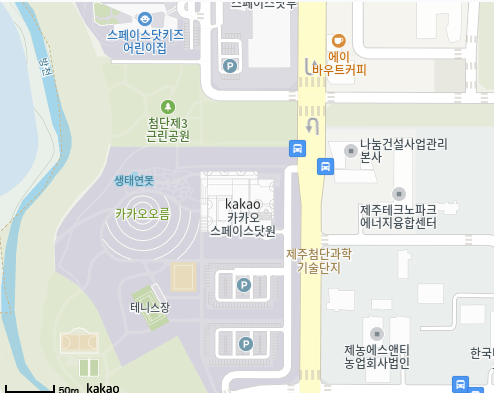 스페이스닷투
스페이스닷키즈
어린이집
P
에이
바우트커피
방천
첨단제3
근린공원
나눔건설사업관리
본사
생태연못
kakao
카카오
스페이스닷원
카카오오름
제주테크노파크
에너지융합센터
제주첨단과학
기술단지
P
테니스장
P
제농에스앤티
농업회사법인
한국
50m kakao